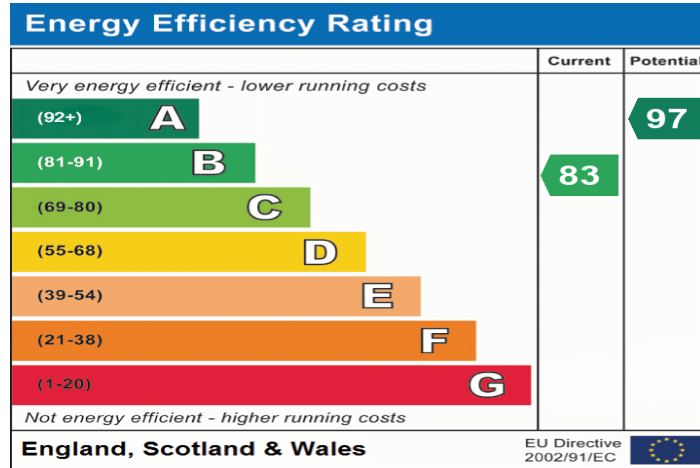 Energy Efficiency Rating
Current Potential
Very energy efficient - lower running costs
(92+) A 97
(81-91) B 83
(69-80) C
(55-68) D
(39-54) E
(21-38) F
(1-20) G
Not energy efficient - higher running costs
England, Scotland & Wales
EU Directive
2002/91/EC